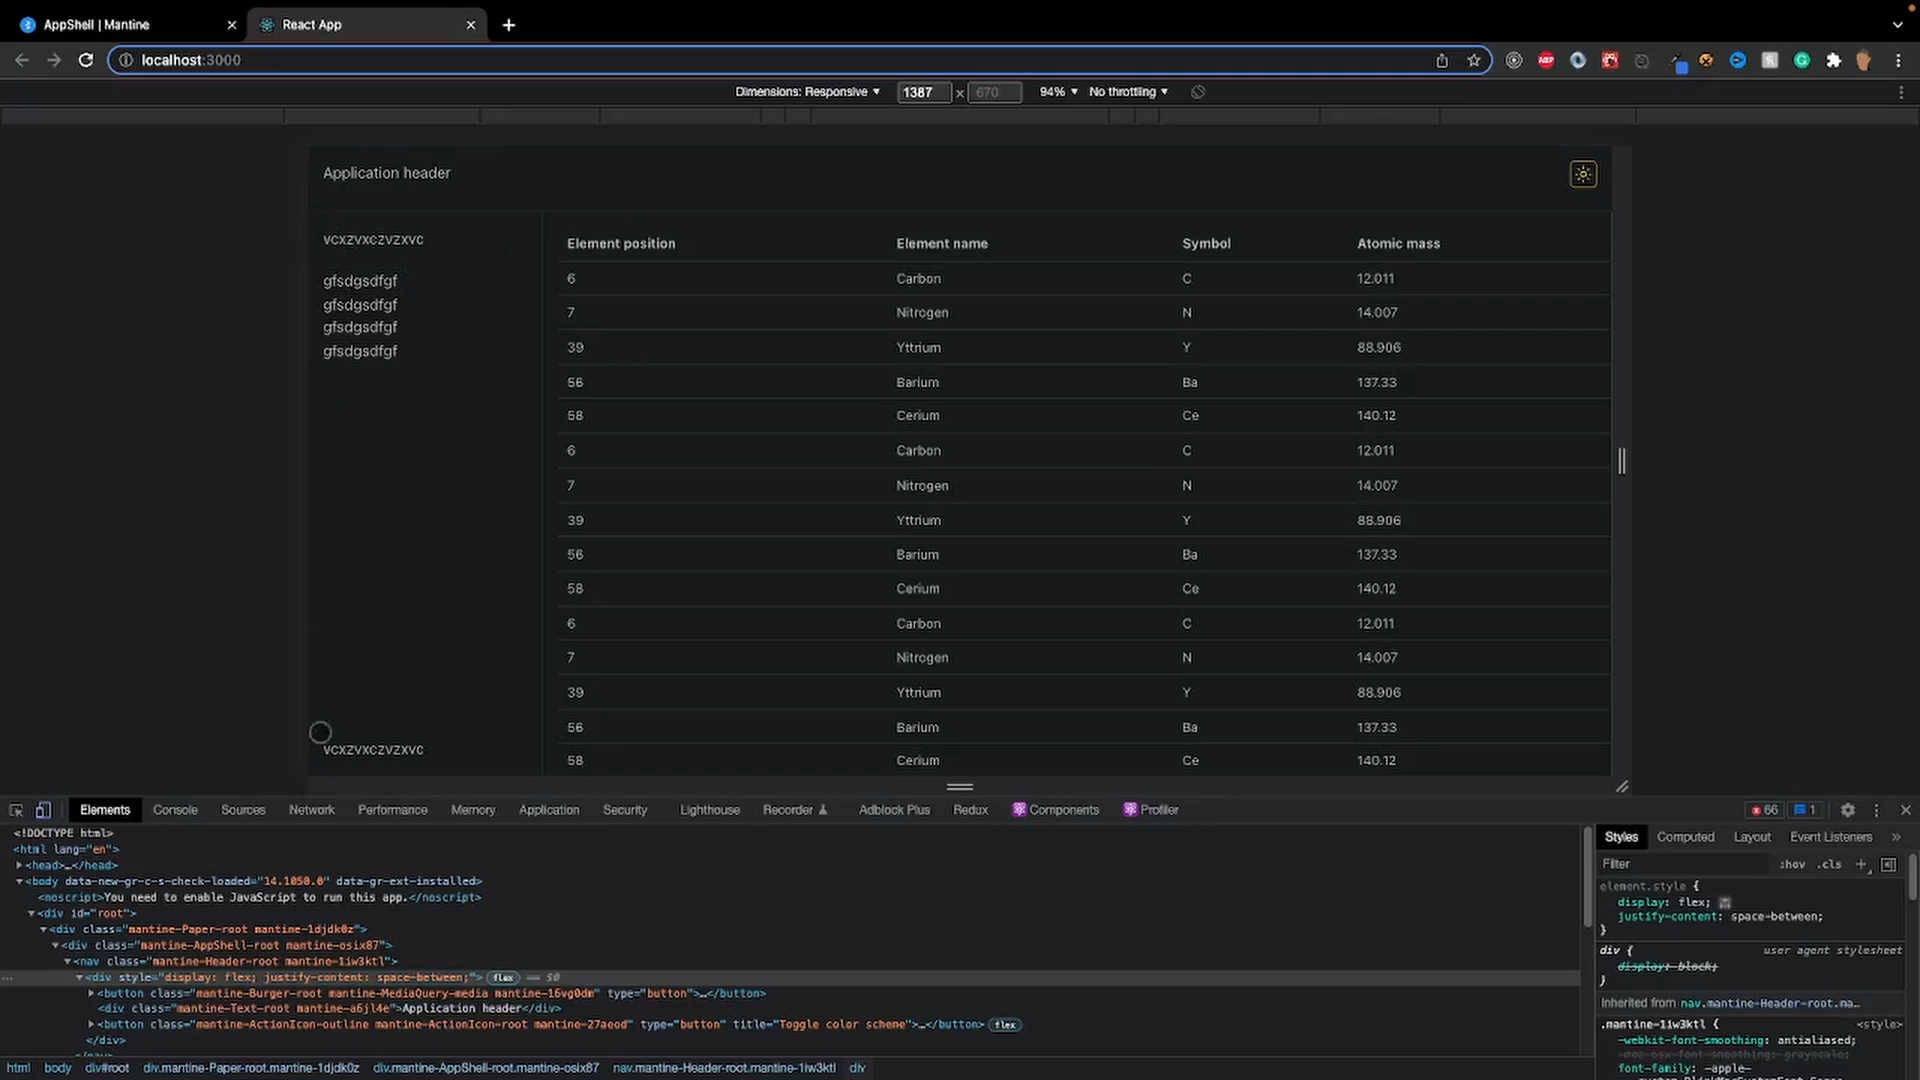 AppShell | Mantine
React App
localhost:3000
Dimensions: Responsive 1387 x 670 94% No throttling
Application header
vcxzvxczvzxvc
gfsdgsdfgf
gfsdgsdfgf
gfsdgsdfgf
gfsdgsdfgf
vcxzvxczvzxvc
Element position Element name Symbol Atomic mass
6 Carbon C 12.011
7 Nitrogen N 14.007
39 Yttrium Y 88.906
56 Barium Ba 137.33
58 Cerium Ce 140.12
6 Carbon C 12.011
7 Nitrogen N 14.007
39 Yttrium Y 88.906
56 Barium Ba 137.33
58 Cerium Ce 140.12
6 Carbon C 12.011
7 Nitrogen N 14.007
39 Yttrium Y 88.906
56 Barium Ba 137.33
58 Cerium Ce 140.12
Elements Console Sources Network Performance Memory Application Security Lighthouse Recorder Adblock Plus Redux Components Profiler 66 1
<!DOCTYPE html>
<html lang="en">
<head>…</head>
<body data-new-gr-c-s-check-loaded="14.1050.0" data-gr-ext-installed>
<noscript>You need to enable JavaScript to run this app.</noscript>
<div id="root">
<div class="mantine-Paper-root mantine-1djdk0z">
<div class="mantine-AppShell-root mantine-osix87">
<nav class="mantine-Header-root mantine-1iw3ktl">
<div style="display: flex; justify-content: space-between;"> flex == $0
<button class="mantine-Burger-root mantine-MediaQuery-media mantine-16vg0dm" type="button">…</button>
<div class="mantine-Text-root mantine-a6jl4e">Application header</div>
<button class="mantine-ActionIcon-outline mantine-ActionIcon-root mantine-27aeod" type="button" title="Toggle color scheme">…</button> flex
</div>
html body div#root div.mantine-Paper-root.mantine-1djdk0z div.mantine-AppShell-root.mantine-osix87 nav.mantine-Header-root.mantine-1iw3ktl div
Styles Computed Layout Event Listeners »
Filter :hov .cls +
element.style {
display: flex;
justify-content: space-between;
}
div { user agent stylesheet
display: block;
}
Inherited from nav.mantine-Header-root.ma…
.mantine-1iw3ktl { <style>
-webkit-font-smoothing: antialiased;
-moz-osx-font-smoothing: grayscale;
font-family: -apple-